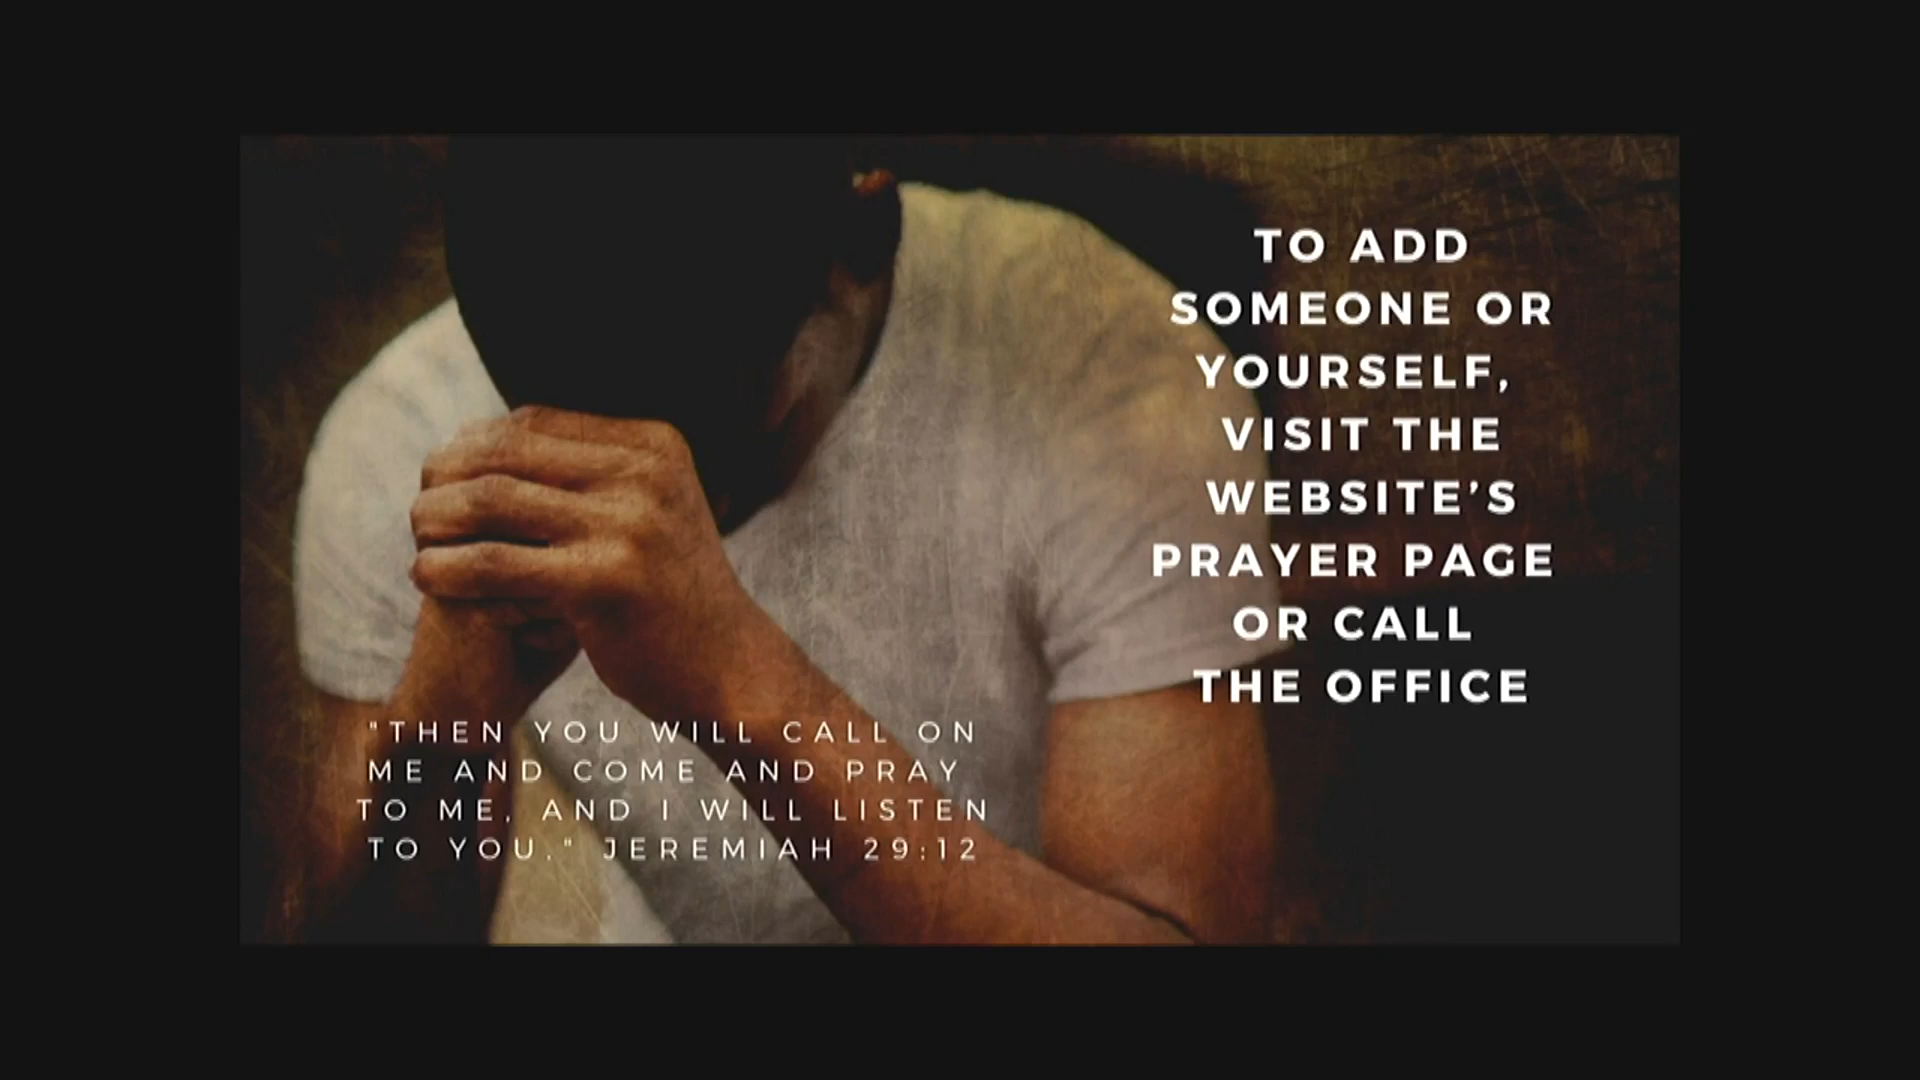 TO ADD
SOMEONE OR
YOURSELF,
VISIT THE
WEBSITE’S
PRAYER PAGE
OR CALL
THE OFFICE
"THEN YOU WILL CALL ON
ME AND COME AND PRAY
TO ME, AND I WILL LISTEN
TO YOU." JEREMIAH 29:12